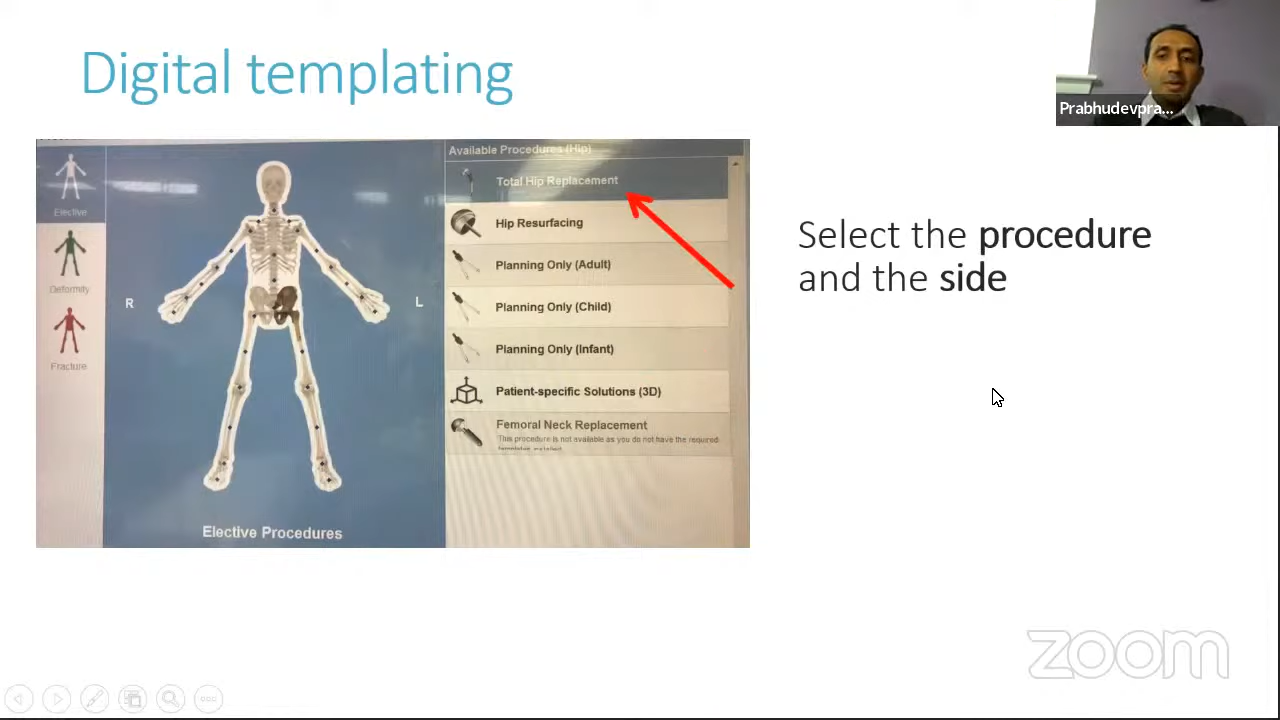 Digital templating
Prabhudevpra...
Available Procedures (Hip)
Total Hip Replacement
Elective
Hip Resurfacing
Planning Only (Adult)
Deformity
R
L
Planning Only (Child)
Planning Only (Infant)
Fracture
Patient-specific Solutions (3D)
Femoral Neck Replacement
This procedure is not available as you do not have the required
templates installed
Elective Procedures
Select the procedure
and the side
zoom